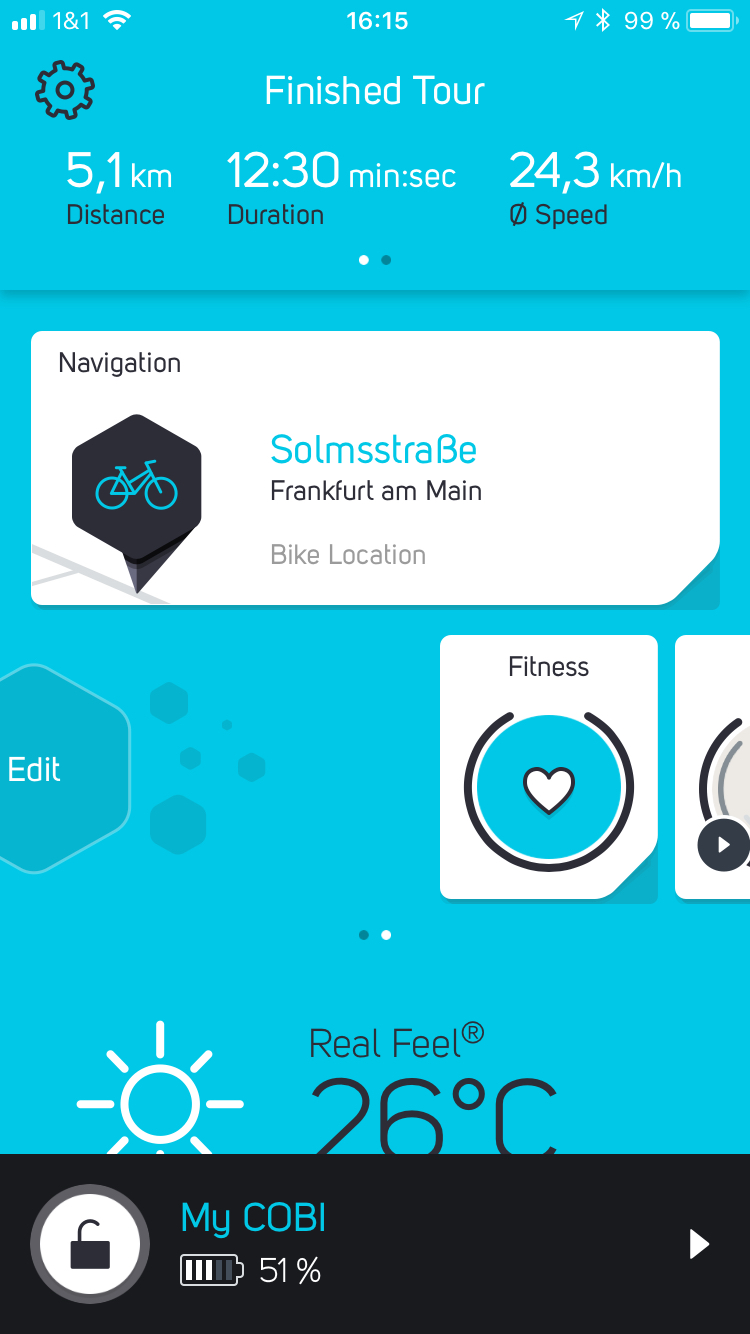 1&1 16:15 99 %
Finished Tour
5,1 km 12:30 min:sec 24,3 km/h
Distance Duration Ø Speed
Navigation
Solmsstraße
Frankfurt am Main
Bike Location
Fitness
Edit
Real Feel®
26°C
My COBI
51 %